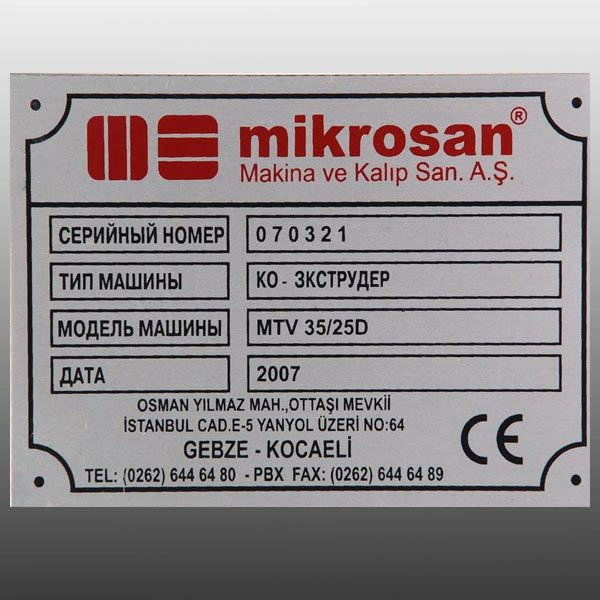 mikrosan®
Makina ve Kalıp San. A.Ş.
СЕРИЙНЫЙ НОМЕР 070321
ТИП МАШИНЫ КО - ЗКСТРУДЕР
МОДЕЛЬ МАШИНЫ MTV 35/25D
ДАТА 2007
OSMAN YILMAZ MAH.,OTTAŞI MEVKİİ
İSTANBUL CAD.E-5 YANYOL ÜZERİ NO:64
GEBZE - KOCAELİ
TEL: (0262) 644 64 80 - PBX FAX: (0262) 644 64 89
CE